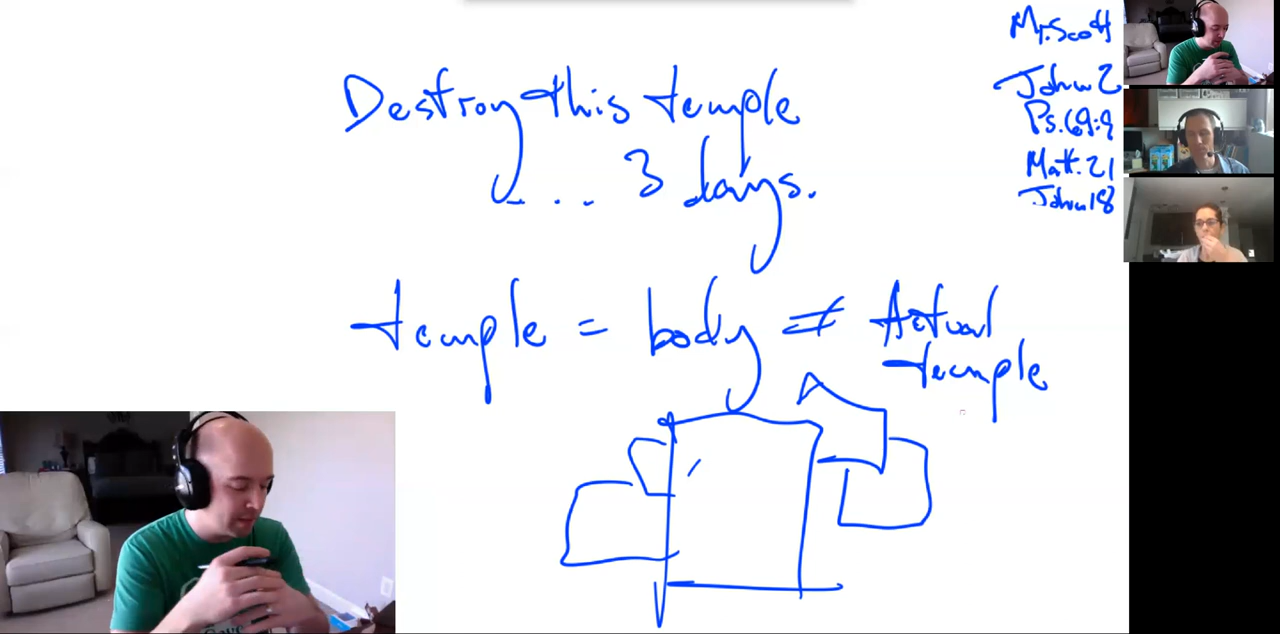 Destroy this temple
... 3 days.
temple = body ≠ Actual
temple
Mr. Scott
John 2
Ps. 69:9
Matt. 21
John 18